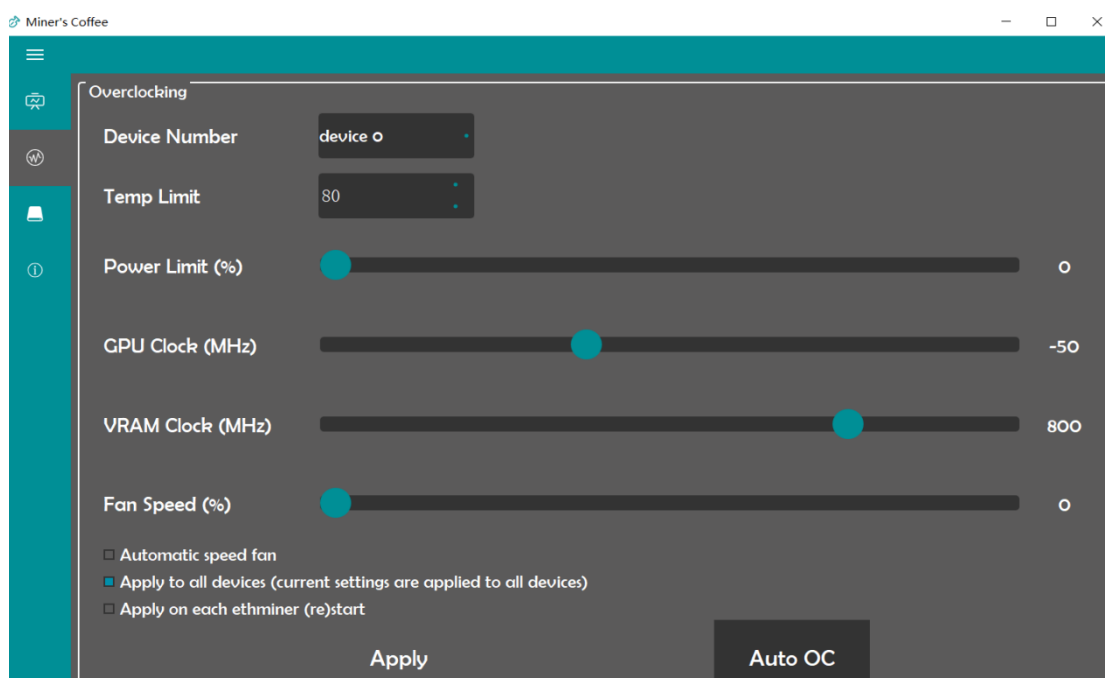 Miner's Coffee
Overclocking
Device Number device 0
Temp Limit 80
Power Limit (%) 0
GPU Clock (MHz) -50
VRAM Clock (MHz) 800
Fan Speed (%) 0
Automatic speed fan
Apply to all devices (current settings are applied to all devices)
Apply on each ethminer (re)start
Apply Auto OC